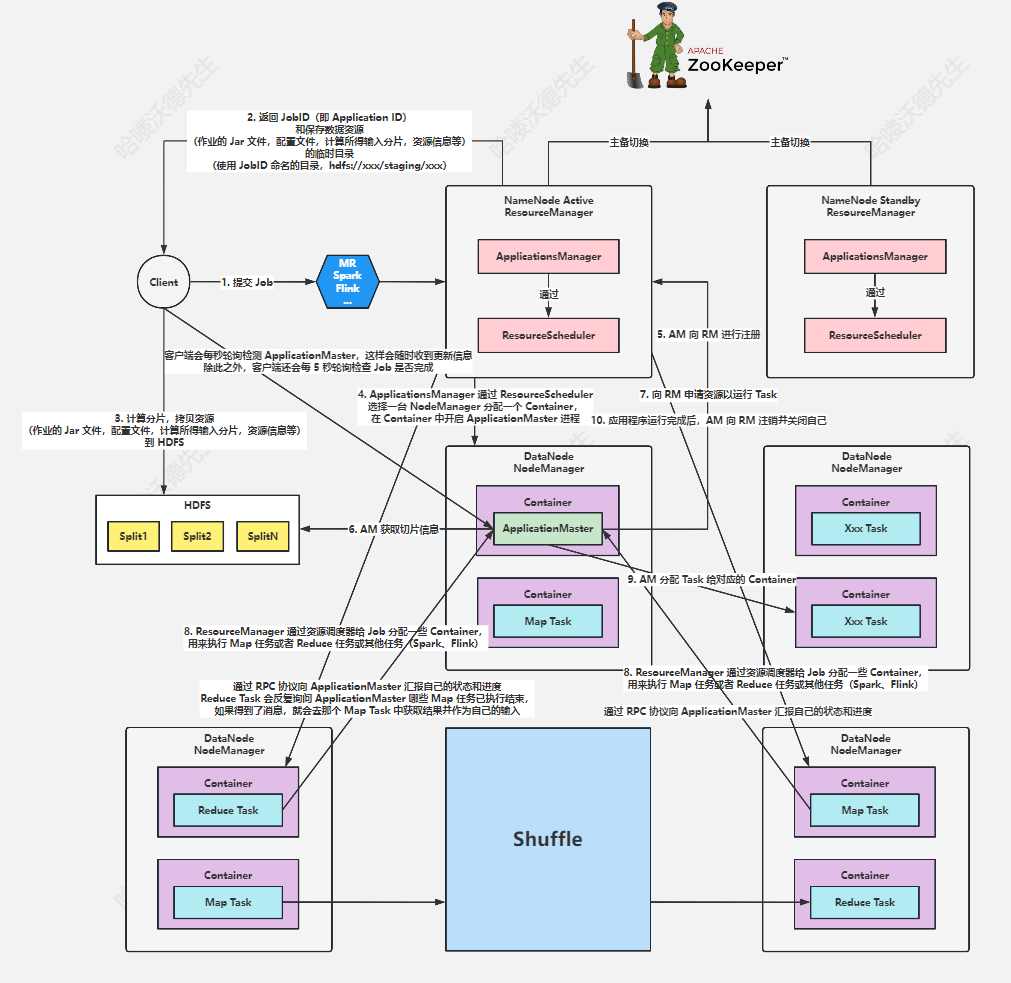 APACHE
ZooKeeper™
哈喽沃德先生
哈喽沃德先生
哈喽沃德先生
2. 返回 JobID（即 Application ID）
和保存数据资源
（作业的 Jar 文件，配置文件，计算所得输入分片，资源信息等）
的临时目录
（使用 JobID 命名的目录，hdfs://xxx/staging/xxx）
主备切换
主备切换
NameNode Active
ResourceManager
ApplicationsManager
通过
ResourceScheduler
NameNode Standby
ResourceManager
ApplicationsManager
通过
ResourceScheduler
Client
1. 提交 Job
MR
Spark
Flink
...
5. AM 向 RM 进行注册
客户端会每秒轮询检测 ApplicationMaster，这样会随时收到更新信息
除此之外，客户端还会每 5 秒轮询检查 Job 是否完成
4. ApplicationsManager 通过 ResourceScheduler
选择一台 NodeManager 分配一个 Container，
在 Container 中开启 ApplicationMaster 进程
7. 向 RM 申请资源以运行 Task
10. 应用程序运行完成后，AM 向 RM 注销并关闭自己
3. 计算分片，拷贝资源
（作业的 Jar 文件，配置文件，计算所得输入分片，资源信息等）
到 HDFS
HDFS
Split1
Split2
SplitN
6. AM 获取切片信息
DataNode
NodeManager
Container
ApplicationMaster
Container
Map Task
DataNode
NodeManager
Container
Xxx Task
Container
Xxx Task
9. AM 分配 Task 给对应的 Container
8. ResourceManager 通过资源调度器给 Job 分配一些 Container，
用来执行 Map 任务或者 Reduce 任务或其他任务（Spark、Flink）
8. ResourceManager 通过资源调度器给 Job 分配一些 Container，
用来执行 Map 任务或者 Reduce 任务或其他任务（Spark、Flink）
通过 RPC 协议向 ApplicationMaster 汇报自己的状态和进度
Reduce Task 会反复询问 ApplicationMaster 哪些 Map 任务已执行结束，
如果得到了消息，就会去那个 Map Task 中获取结果并作为自己的输入
通过 RPC 协议向 ApplicationMaster 汇报自己的状态和进度
DataNode
NodeManager
Container
Reduce Task
Container
Map Task
Shuffle
DataNode
NodeManager
Container
Map Task
Container
Reduce Task